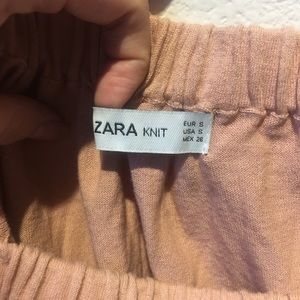 ZARA KNIT
EUR S
USA S
MEX 26